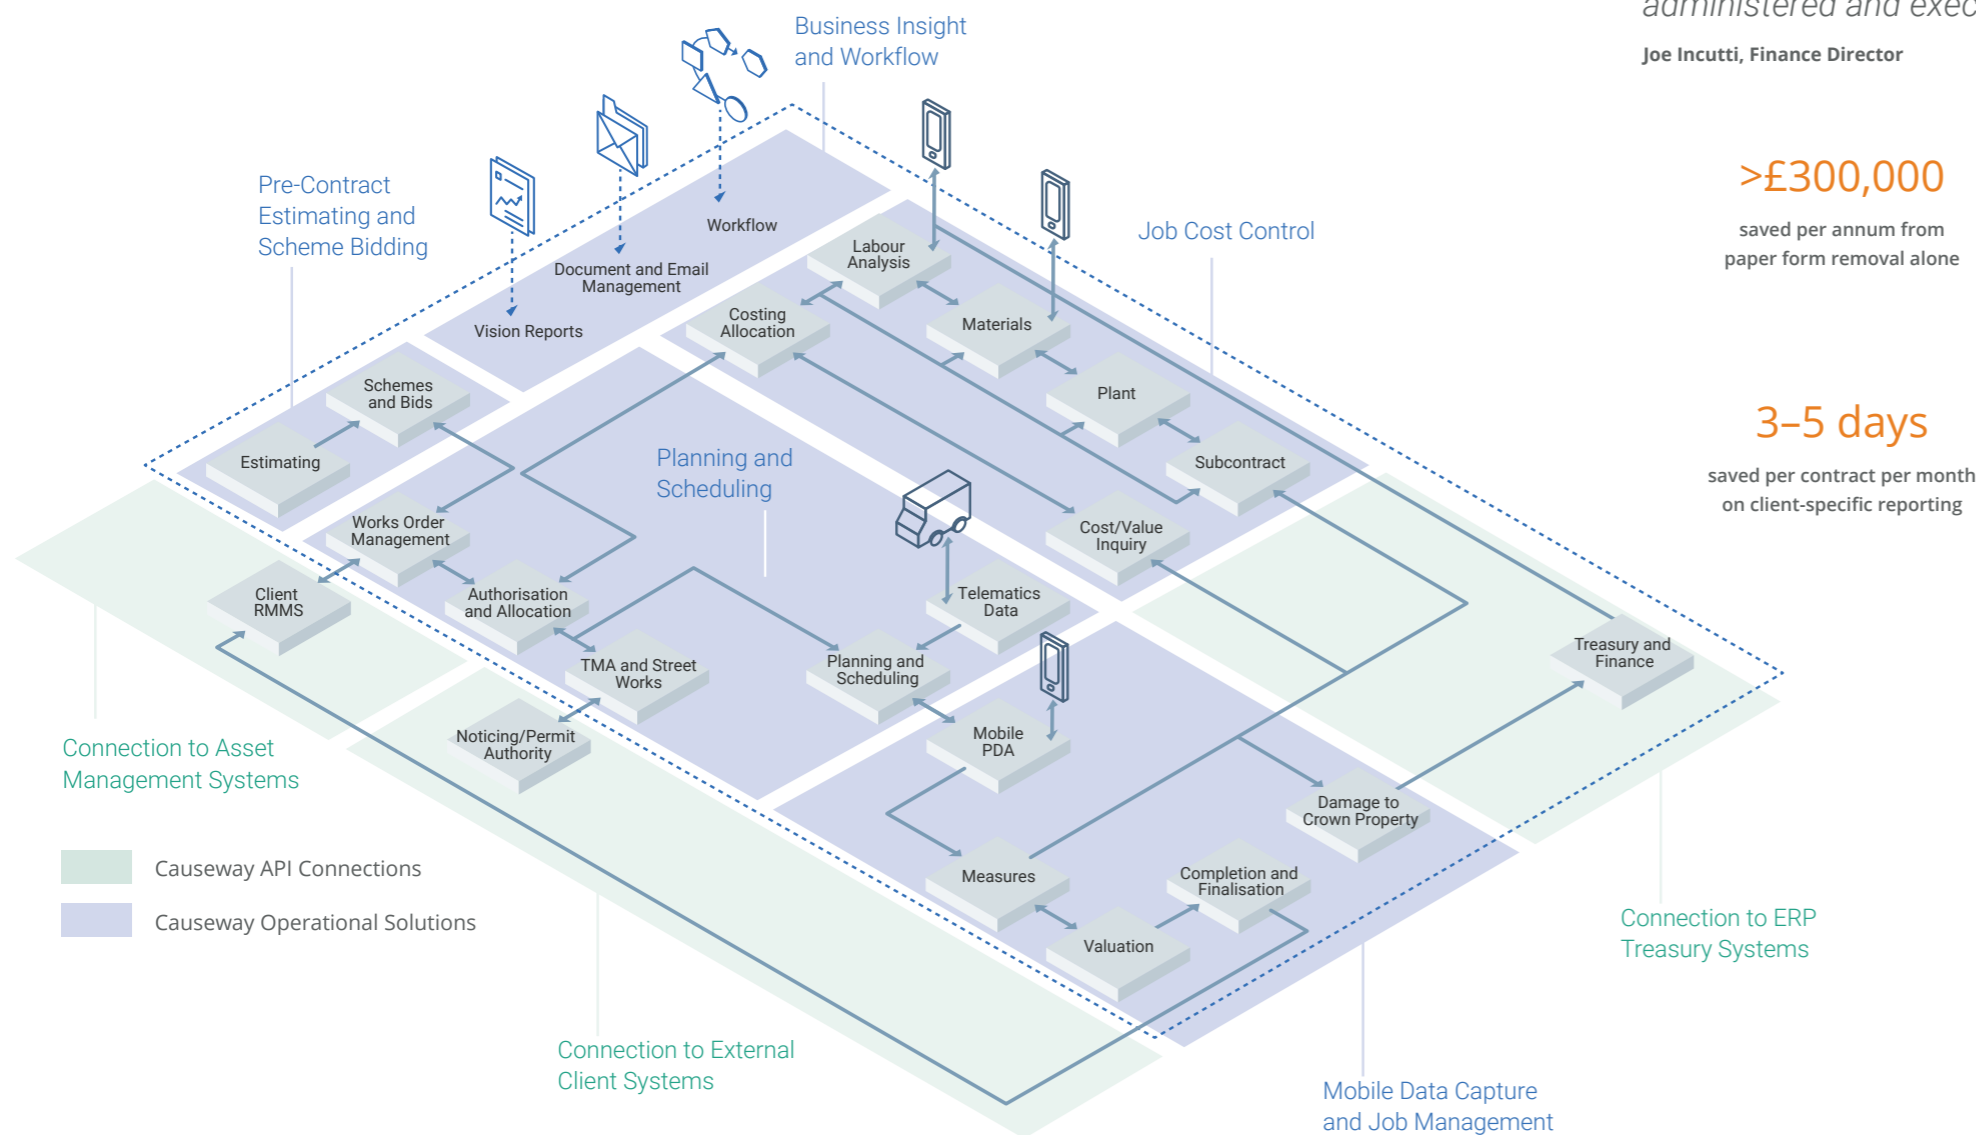 administered and exec
Joe Incutti, Finance Director
>£300,000
saved per annum from
paper form removal alone
3–5 days
saved per contract per month
on client-specific reporting
Business Insight
and Workflow
Pre-Contract
Estimating and
Scheme Bidding
Job Cost Control
Workflow
Document and Email
Management
Vision Reports
Labour
Analysis
Costing
Allocation
Materials
Plant
Subcontract
Cost/Value
Inquiry
Schemes
and Bids
Estimating
Planning and
Scheduling
Works Order
Management
Client
RMMS
Authorisation
and Allocation
Telematics
Data
TMA and Street
Works
Planning and
Scheduling
Noticing/Permit
Authority
Mobile
PDA
Treasury and
Finance
Damage to
Crown Property
Measures
Completion and
Finalisation
Valuation
Connection to Asset
Management Systems
Causeway API Connections
Causeway Operational Solutions
Connection to External
Client Systems
Connection to ERP
Treasury Systems
Mobile Data Capture
and Job Management